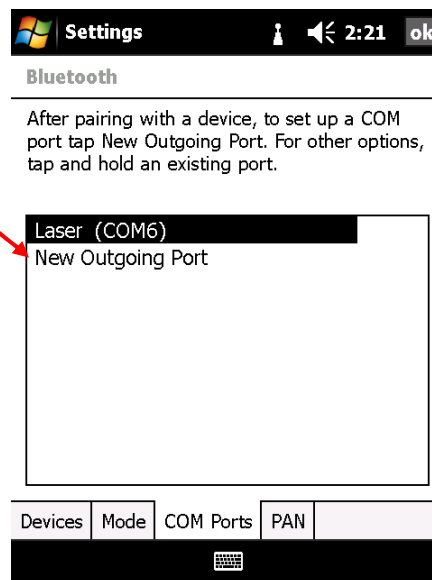 Settings 2:21 ok
Bluetooth
After pairing with a device, to set up a COM
port tap New Outgoing Port. For other options,
tap and hold an existing port.
Laser (COM6)
New Outgoing Port
Devices Mode COM Ports PAN